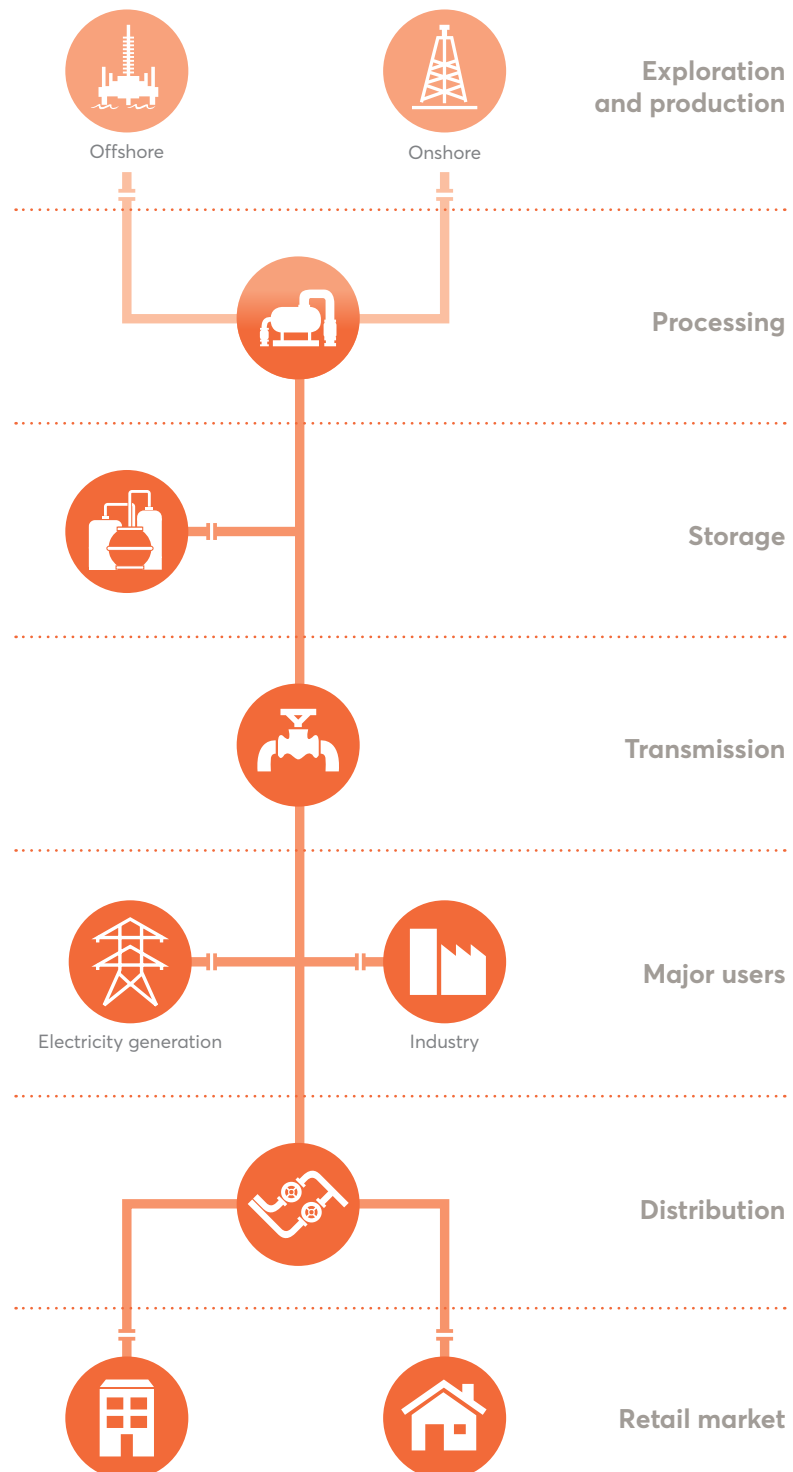 Exploration
and production
Offshore
Onshore
Processing
Storage
Transmission
Major users
Electricity generation
Industry
Distribution
Retail market